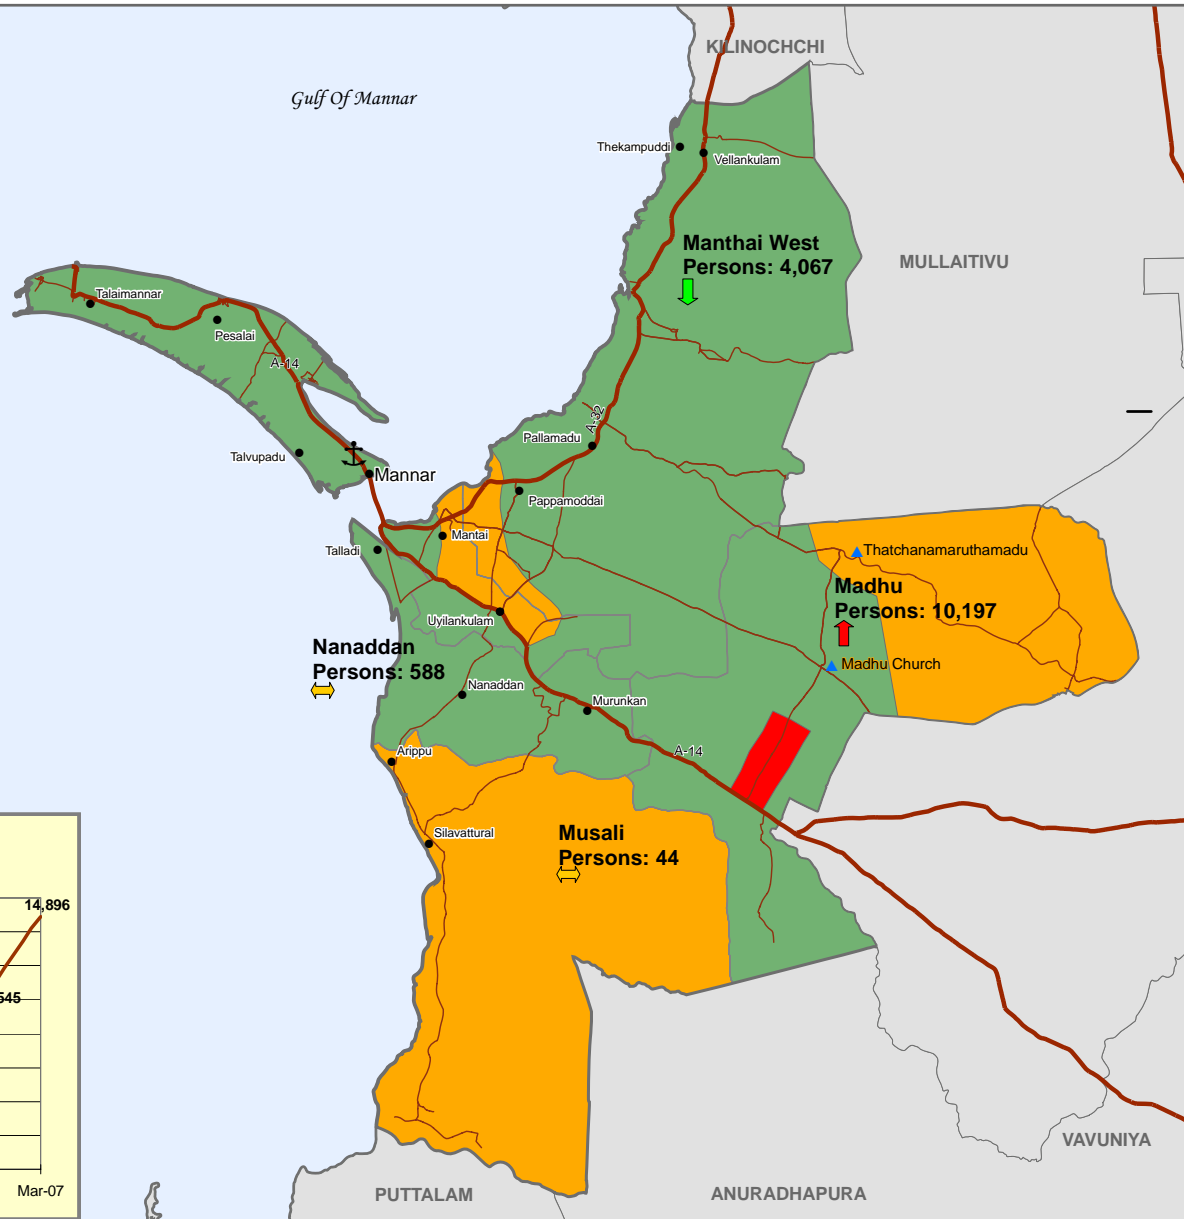 KILINOCHCHI
Gulf Of Mannar
Thekampuddi
Vellankulam
Manthai West
Persons: 4,067
MULLAITIVU
Talaimannar
Pesalai
A-14
A-32
Pallamadu
Talvupadu
Mannar
Pappamoddai
Mantai
Talladi
Thatchanamaruthamadu
Madhu
Persons: 10,197
Uyilankulam
Nanaddan
Persons: 588
Madhu Church
Nanaddan
Murunkan
Arippu
A-14
Silavattural
Musali
Persons: 44
14,896
545
Mar-07
VAVUNIYA
PUTTALAM
ANURADHAPURA